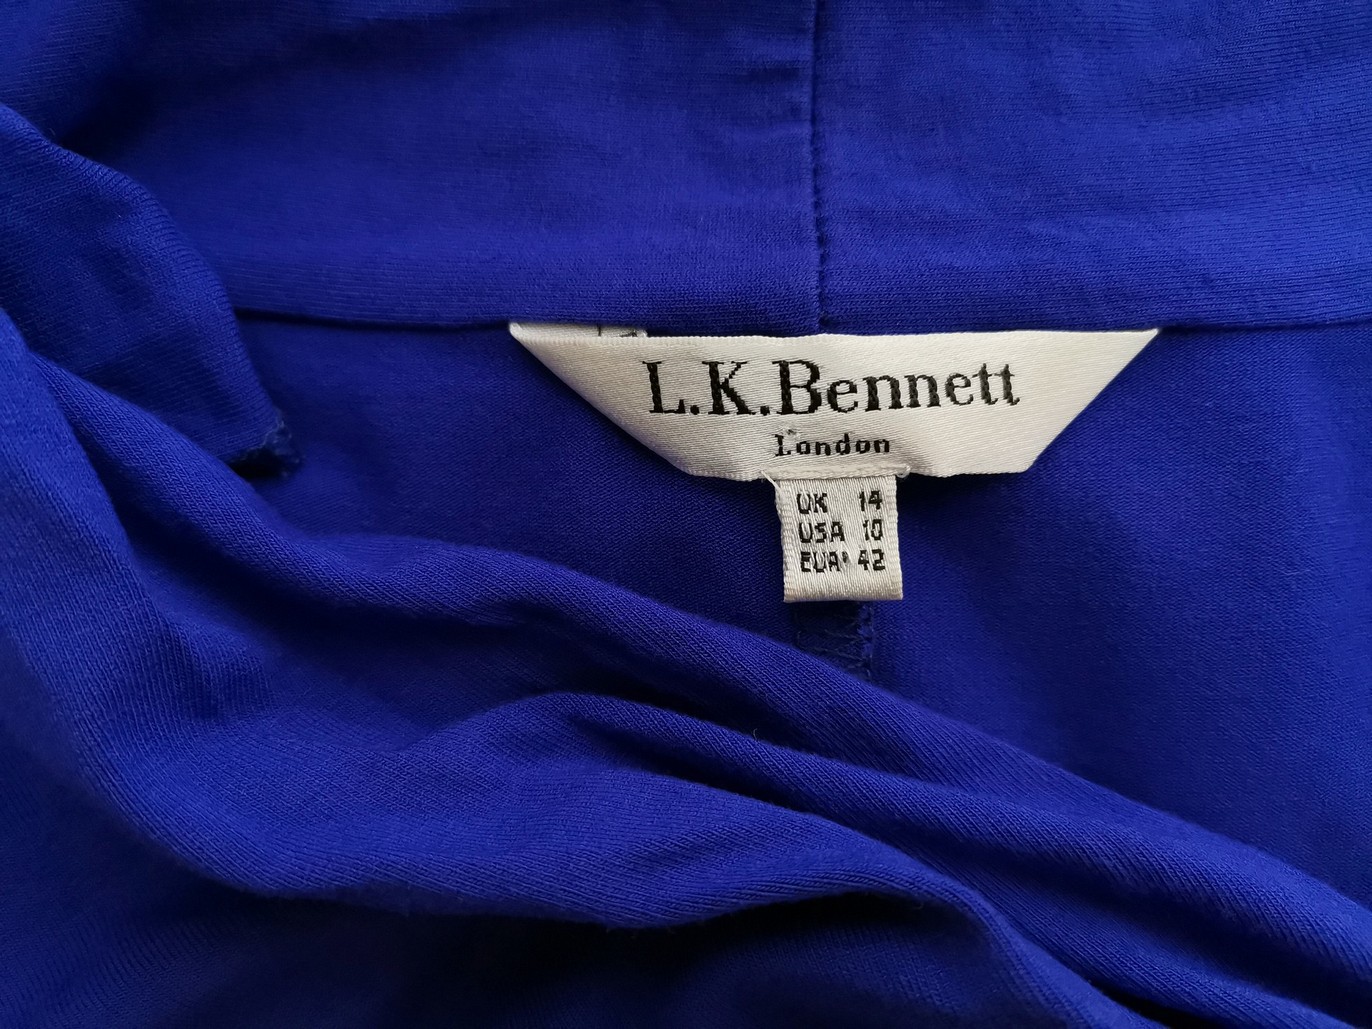 L.K.Bennett
London
UK 14
USA 10
EUR 42